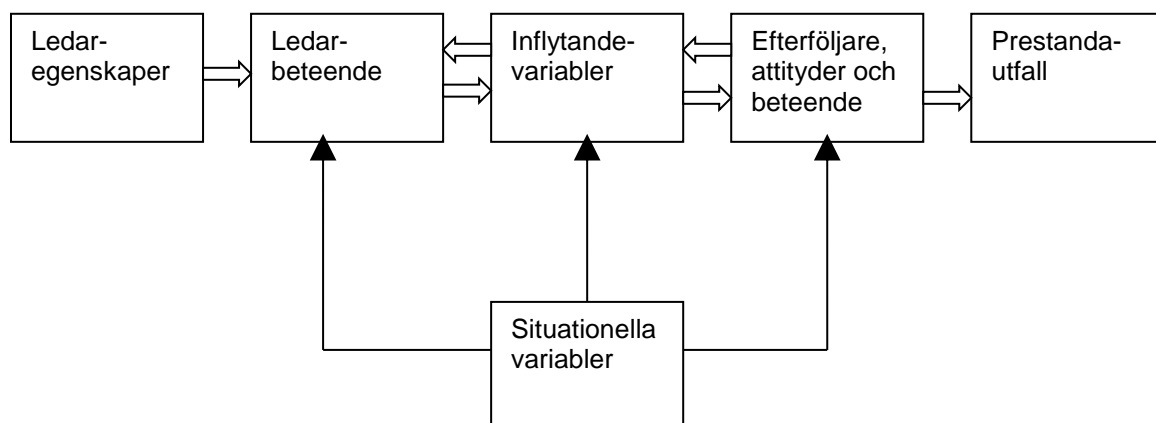 Ledar-
egenskaper
Ledar-
beteende
Inflytande-
variabler
Efterföljare,
attityder och
beteende
Prestanda-
utfall
Situationella
variabler